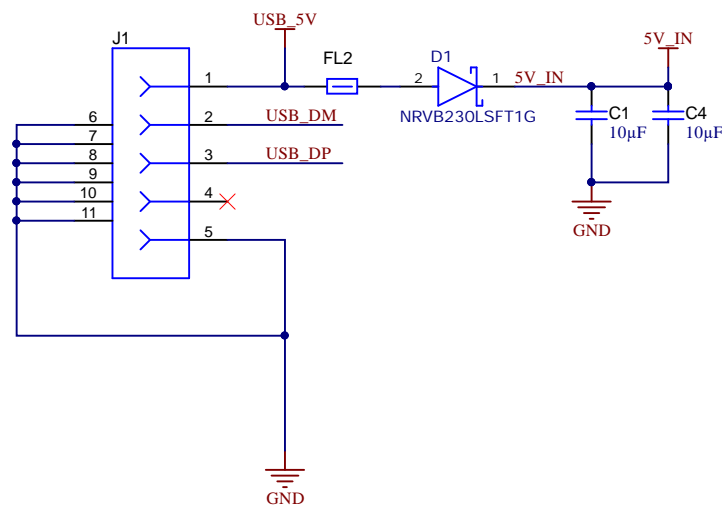 USB_5V
J1
FL2
D1
5V_IN
1
2
1
5V_IN
NRVB230LSFT1G
C1
10µF
C4
10µF
6
2
USB_DM
7
8
3
USB_DP
9
10
4
11
5
GND
GND